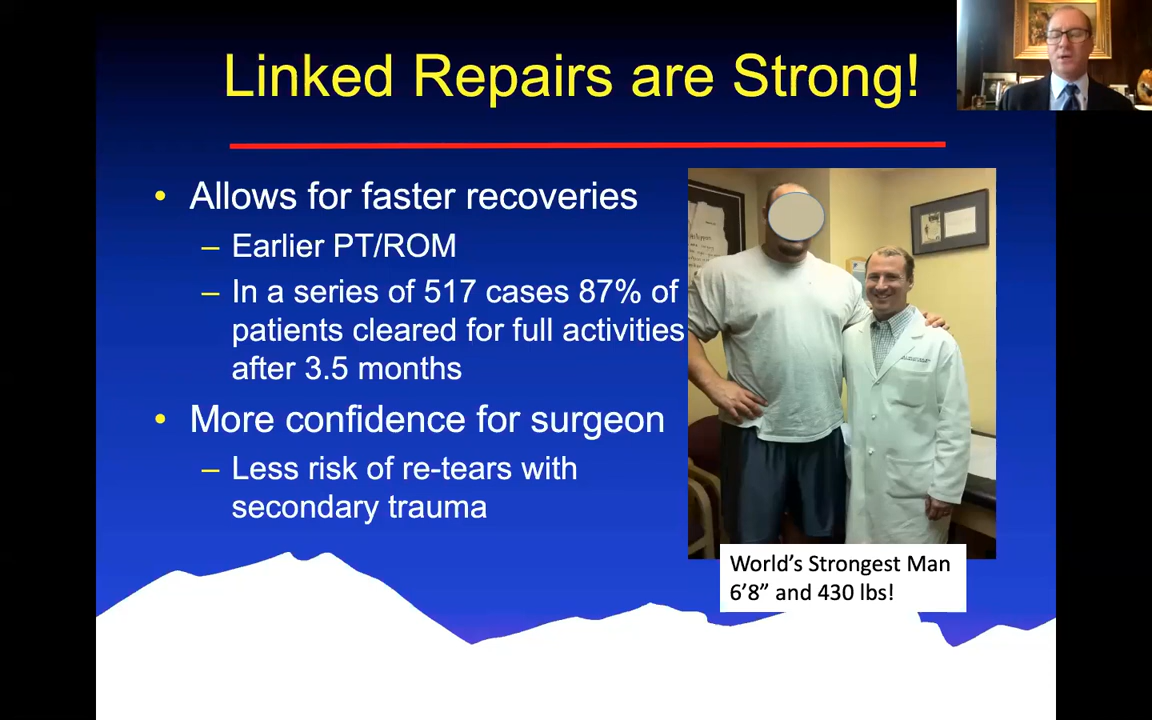 Linked Repairs are Strong!
• Allows for faster recoveries
– Earlier PT/ROM
– In a series of 517 cases 87% of
patients cleared for full activities
after 3.5 months
• More confidence for surgeon
– Less risk of re-tears with
secondary trauma
World’s Strongest Man
6’8” and 430 lbs!